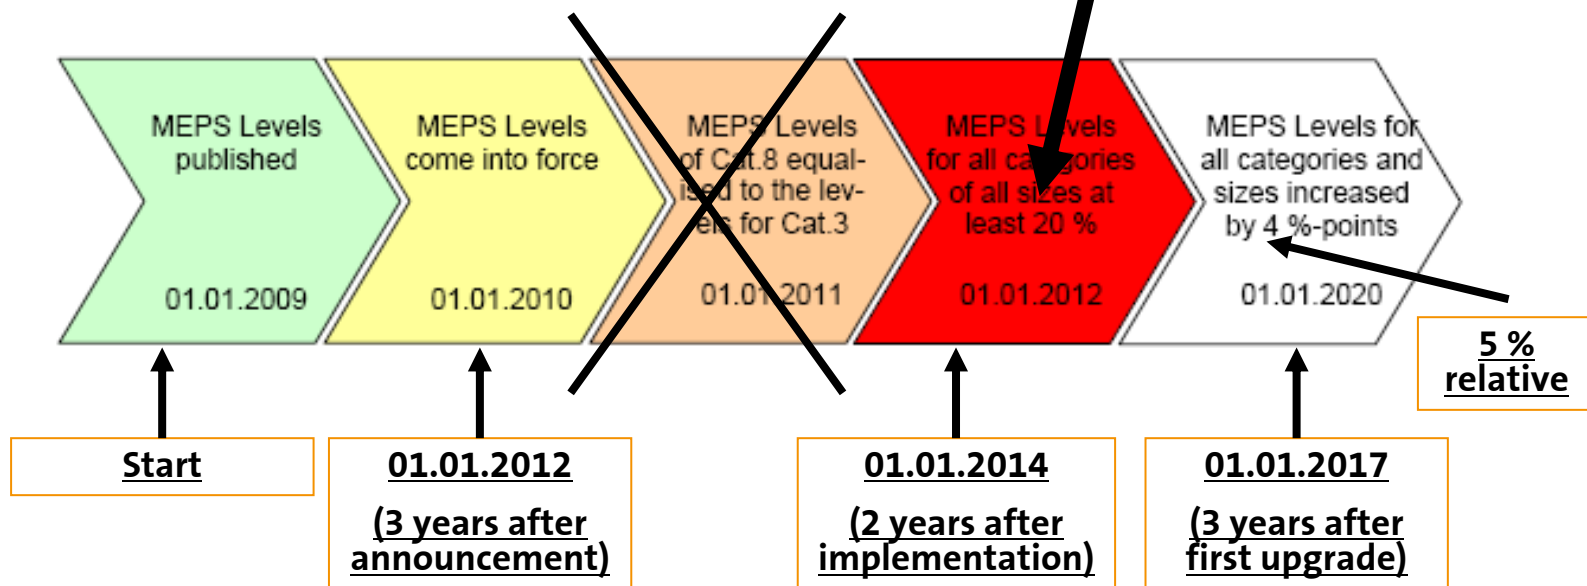 MEPS Levels
published
01.01.2009
MEPS Levels
come into force
01.01.2010
MEPS Levels
of Cat.8 equal-
ised to the lev-
els for Cat.3
01.01.2011
MEPS Levels
for all categories
of all sizes at
least 20 %
01.01.2012
MEPS Levels for
all categories and
sizes increased
by 4 %-points
01.01.2020
5 %
relative
Start
01.01.2012
(3 years after
announcement)
01.01.2014
(2 years after
implementation)
01.01.2017
(3 years after
first upgrade)